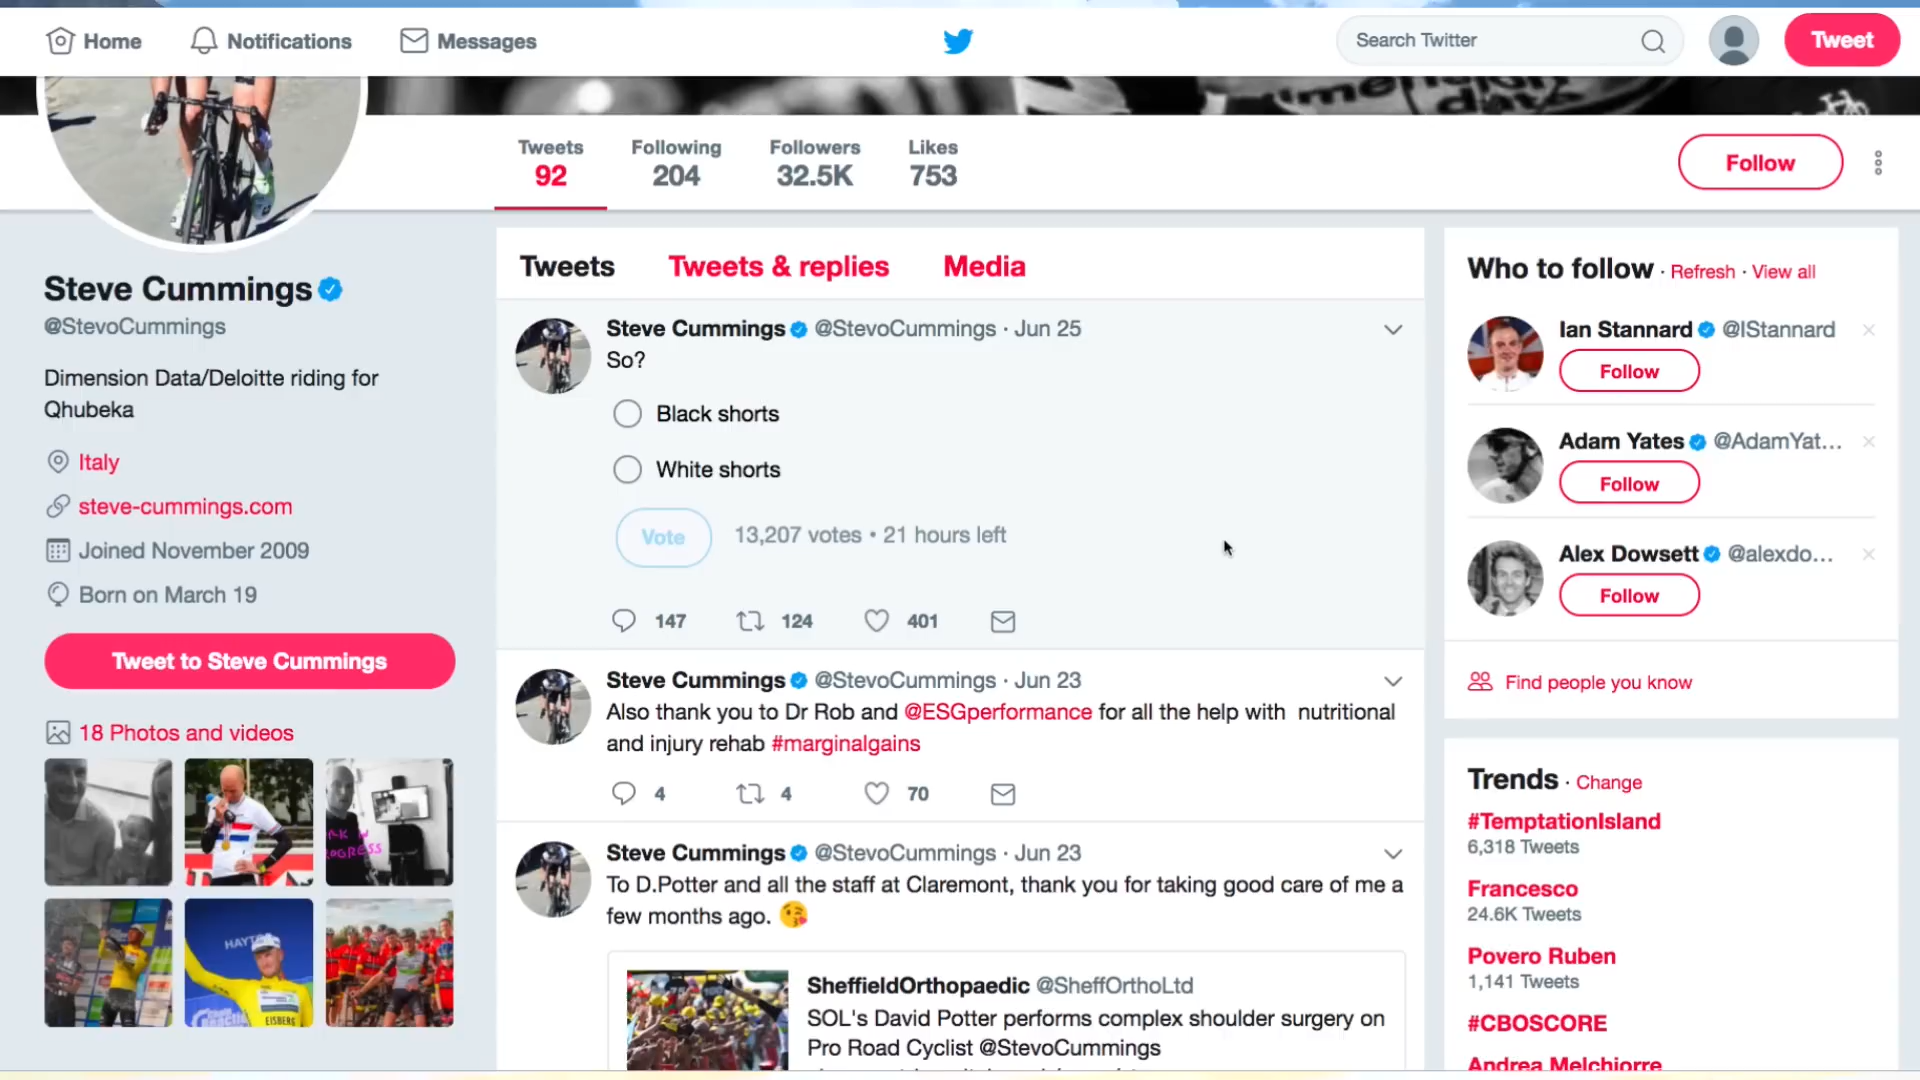 Home
Notifications
Messages
Search Twitter
Tweet
Tweets
92
Following
204
Followers
32.5K
Likes
753
Follow
Steve Cummings
@StevoCummings
Dimension Data/Deloitte riding for
Qhubeka
Italy
steve-cummings.com
Joined November 2009
Born on March 19
Tweet to Steve Cummings
18 Photos and videos
Tweets
Tweets & replies
Media
Steve Cummings @StevoCummings · Jun 25
So?
Black shorts
White shorts
Vote
13,207 votes • 21 hours left
147
124
401
Steve Cummings @StevoCummings · Jun 23
Also thank you to Dr Rob and @ESGperformance for all the help with nutritional
and injury rehab #marginalgains
4
4
70
Steve Cummings @StevoCummings · Jun 23
To D.Potter and all the staff at Claremont, thank you for taking good care of me a
few months ago. 😘
SheffieldOrthopaedic @SheffOrthoLtd
SOL's David Potter performs complex shoulder surgery on
Pro Road Cyclist @StevoCummings
Who to follow · Refresh · View all
Ian Stannard @IStannard
Follow
Adam Yates @AdamYat...
Follow
Alex Dowsett @alexdo...
Follow
Find people you know
Trends · Change
#TemptationIsland
6,318 Tweets
Francesco
24.6K Tweets
Povero Ruben
1,141 Tweets
#CBOSCORE
Andrea Melchiorre
EISBERG